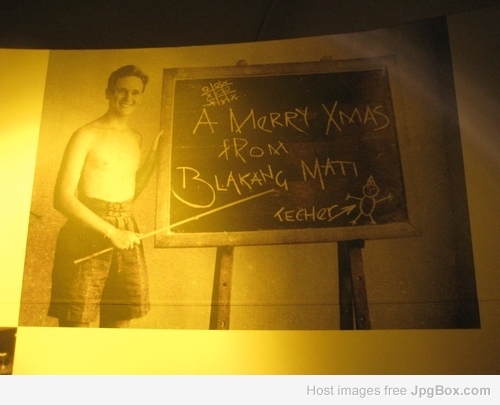 A MERRY XMAS
FROM
BLAKANG MATI
TECHER
Host images free JpgBox.com